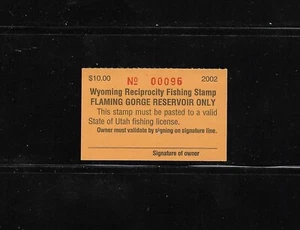 $10.00 No 00096 2002
Wyoming Reciprocity Fishing Stamp
FLAMING GORGE RESERVOIR ONLY
This stamp must be pasted to a valid
State of Utah fishing license.
Owner must validate by signing on signature line.
Signature of owner